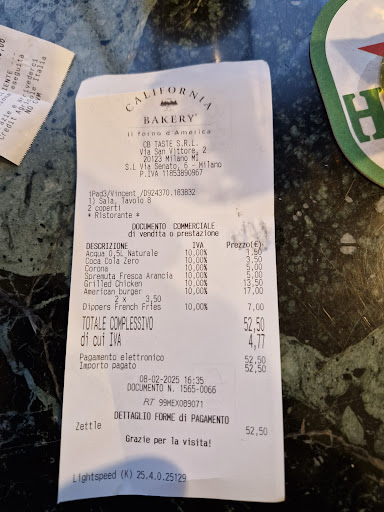 eseguita
Arrivederci
CALIFORNIA
BAKERY
il forno d'America
CB TASTE S.R.L.
Via San Vittore, 2
20123 Milano MI
S.L Via Senato, 6 - Milano
P.IVA 11853890967
iPad3/Vincent /D924370.183B32
1) Sala, Tavolo 8
2 coperti
* Ristorante *
DOCUMENTO COMMERCIALE
di vendita o prestazione
DESCRIZIONE IVA Prezzo(€)
Acqua 0,5L Naturale 10,00% 1,50
Coca Cola Zero 10,00% 3,50
Corona 10,00% 5,00
Spremuta Fresca Arancia 10,00% 5,00
Grilled Chicken 10,00% 13,50
American burger 10,00% 17,00
2 x 3,50
Dippers French Fries 10,00% 7,00
TOTALE COMPLESSIVO 52,50
di cui IVA 4,77
Pagamento elettronico 52,50
Importo pagato 52,50
08-02-2025 16:35
DOCUMENTO N. 1565-0066
RT 99MEX089071
DETTAGLIO FORME di PAGAMENTO
Zettle 52,50
Grazie per la visita!
Lightspeed (K) 25.4.0.25129
H